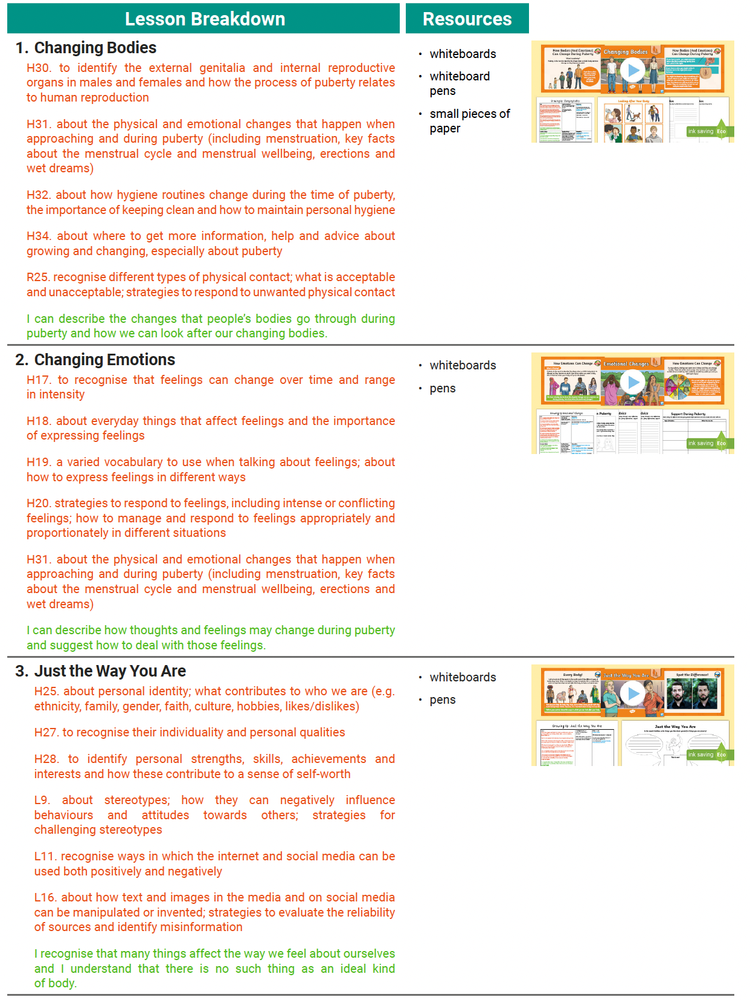 Lesson Breakdown
Resources
1. Changing Bodies
H30. to identify the external genitalia and internal reproductive
organs in males and females and how the process of puberty relates
to human reproduction
H31. about the physical and emotional changes that happen when
approaching and during puberty (including menstruation, key facts
about the menstrual cycle and menstrual wellbeing, erections and
wet dreams)
H32. about how hygiene routines change during the time of puberty,
the importance of keeping clean and how to maintain personal hygiene
H34. about where to get more information, help and advice about
growing and changing, especially about puberty
R25. recognise different types of physical contact; what is acceptable
and unacceptable; strategies to respond to unwanted physical contact
I can describe the changes that people's bodies go through during
puberty and how we can look after our changing bodies.
• whiteboards
• whiteboard
pens
• small pieces of
paper
How Bodies (And Emotions)
Can Change During Puberty
Changing Bodies
How Bodies (And Emotions)
Can Change During Puberty
Growing Up: Changing Bodies
Looking After Your Body
ink saving Eco
2. Changing Emotions
H17. to recognise that feelings can change over time and range
in intensity
H18. about everyday things that affect feelings and the importance
of expressing feelings
H19. a varied vocabulary to use when talking about feelings; about
how to express feelings in different ways
H20. strategies to respond to feelings, including intense or conflicting
feelings; how to manage and respond to feelings appropriately and
proportionately in different situations
H31. about the physical and emotional changes that happen when
approaching and during puberty (including menstruation, key facts
about the menstrual cycle and menstrual wellbeing, erections and
wet dreams)
I can describe how thoughts and feelings may change during puberty
and suggest how to deal with those feelings.
• whiteboards
• pens
How Emotions Can Change
Emotional Changes
How Emotions Can Change
Growing Up: Emotional Changes
n Puberty
dvice
dvice
Support During Puberty
ink saving Eco
3. Just the Way You Are
H25. about personal identity; what contributes to who we are (e.g.
ethnicity, family, gender, faith, culture, hobbies, likes/dislikes)
H27. to recognise their individuality and personal qualities
H28. to identify personal strengths, skills, achievements and
interests and how these contribute to a sense of self-worth
L9. about stereotypes; how they can negatively influence
behaviours and attitudes towards others; strategies for
challenging stereotypes
L11. recognise ways in which the internet and social media can be
used both positively and negatively
L16. about how text and images in the media and on social media
can be manipulated or invented; strategies to evaluate the reliability
of sources and identify misinformation
I recognise that many things affect the way we feel about ourselves
and I understand that there is no such thing as an ideal kind
of body.
• whiteboards
• pens
Every Body!
Just the Way You Are
Spot the Difference!
Growing Up: Just the Way You Are
Just the Way You Are
This is me!
ink saving Eco